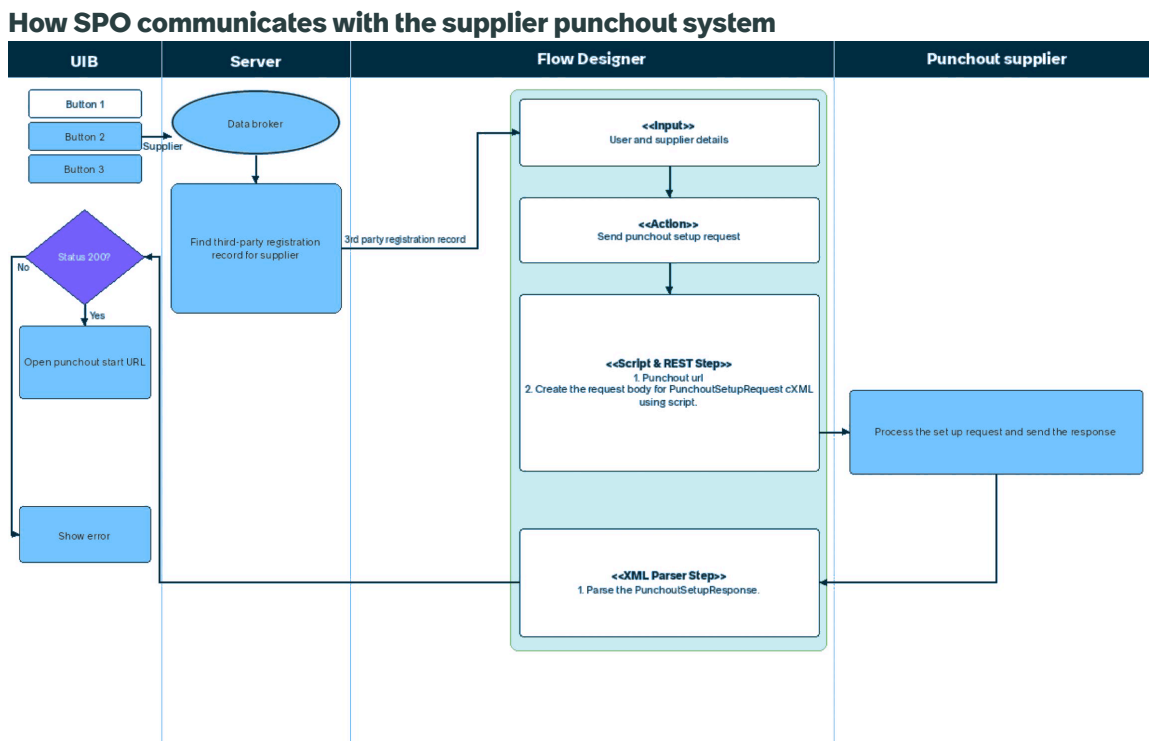 How SPO communicates with the supplier punchout system
UIB
Server
Flow Designer
Punchout supplier
Button 1
Button 2
Button 3
Supplier
Data broker
Find third-party registration
record for supplier
3rd party registration record
<<Input>>
User and supplier details
<<Action>>
Send punchout setup request
<<Script & REST Step>>
1. Punchout url
2. Create the request body for PunchoutSetupRequest cXML
using script.
Process the set up request and send the response
<<XML Parser Step>>
1. Parse the PunchoutSetupResponse.
Status 200?
No
Yes
Open punchout start URL
Show error